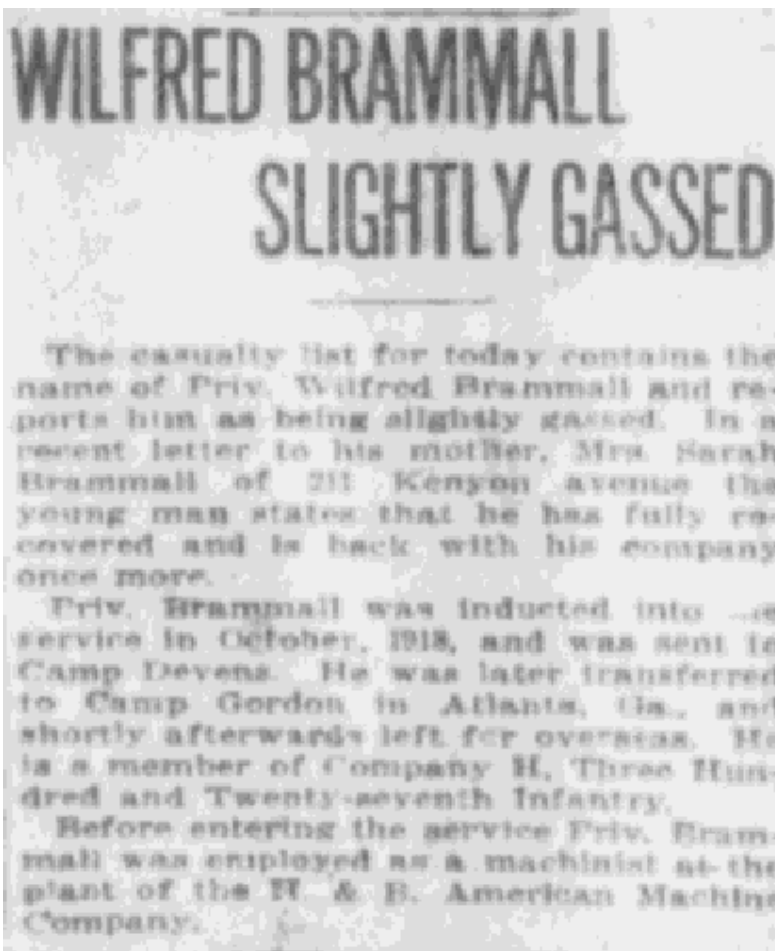 WILFRED BRAMMALL
SLIGHTLY GASSED
The casualty list for today contains the
name of Priv. Wilfred Brammall and re-
ports him as being slightly gassed. In a
recent letter to his mother, Mrs. Sarah
Brammall of 211 Kenyon avenue the
young man states that he has fully re-
covered and is back with his company
once more.
Priv. Brammall was inducted into
service in October, 1918, and was sent to
Camp Devens. He was later transferred
to Camp Gordon in Atlanta, Ga., and
shortly afterwards left for overseas. He
is a member of Company H, Three Hun-
dred and Twenty-seventh Infantry.
Before entering the service Priv. Bram-
mall was employed as a machinist at the
plant of the H & B. American Machine
Company.